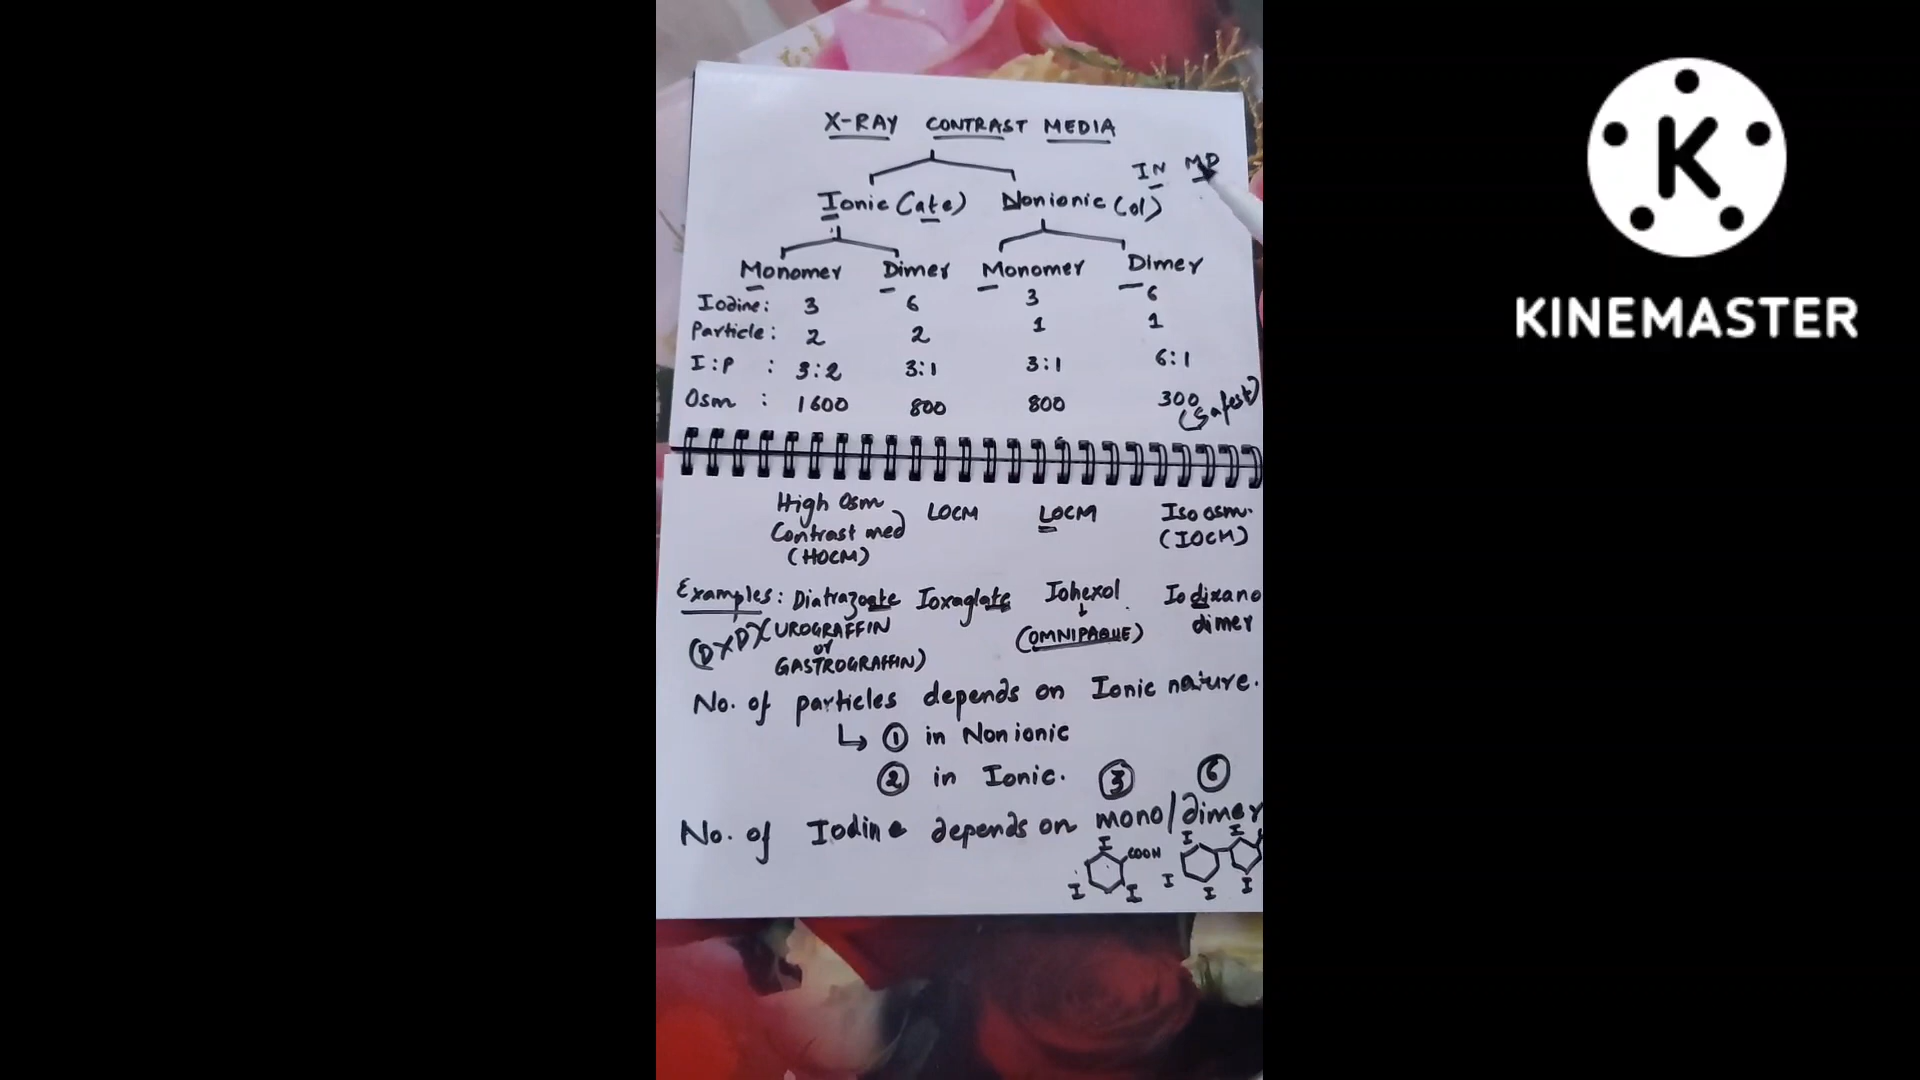 X-RAY CONTRAST MEDIA
IN MD
Ionic (ate) Nonionic (ol)
Monomer Dimer Monomer Dimer
Iodine: 3 6 3 6
Particle: 2 2 1 1
I:P : 3:2 3:1 3:1 6:1
Osm : 1600 800 800 300
(Safest)
High Osm Contrast med (HOCM) LOCM LOCM Iso osm. (IOCM)
Examples: Diatrazoate Ioxaglate Iohexol Iodixano
UROGRAFFIN (OMNIPAQUE) dimer
or
GASTROGRAFFIN)
No. of particles depends on Ionic nature.
↳ ① in Nonionic
② in Ionic. ③ ⑥
No. of Iodine depends on mono/dimer
I COOH I I
I I I I I
K
KINEMASTER